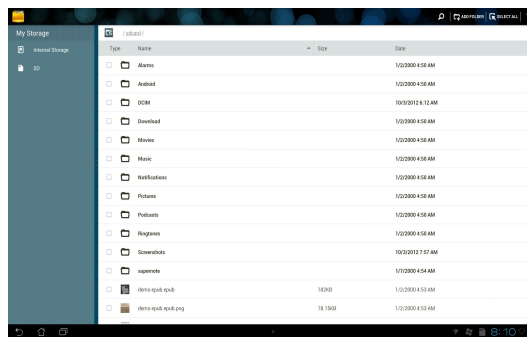 ADD FOLDER SELECT ALL
My Storage
/ sdcard /
Internal Storage
SD
Type Name Size Date
Alarms 1/2/2000 4:50 AM
Android 1/2/2000 4:50 AM
DCIM 10/3/2012 6:12 AM
Download 1/2/2000 4:50 AM
Movies 1/2/2000 4:50 AM
Music 1/2/2000 4:50 AM
Notifications 1/2/2000 4:50 AM
Pictures 1/2/2000 4:50 AM
Podcasts 1/2/2000 4:50 AM
Ringtones 1/2/2000 4:50 AM
Screenshots 10/3/2012 7:57 AM
supernote 1/7/2000 4:54 AM
demo.epub.epub 182KB 1/2/2000 4:53 AM
demo.epub.epub.png 18.15KB 1/2/2000 4:53 AM
8:10